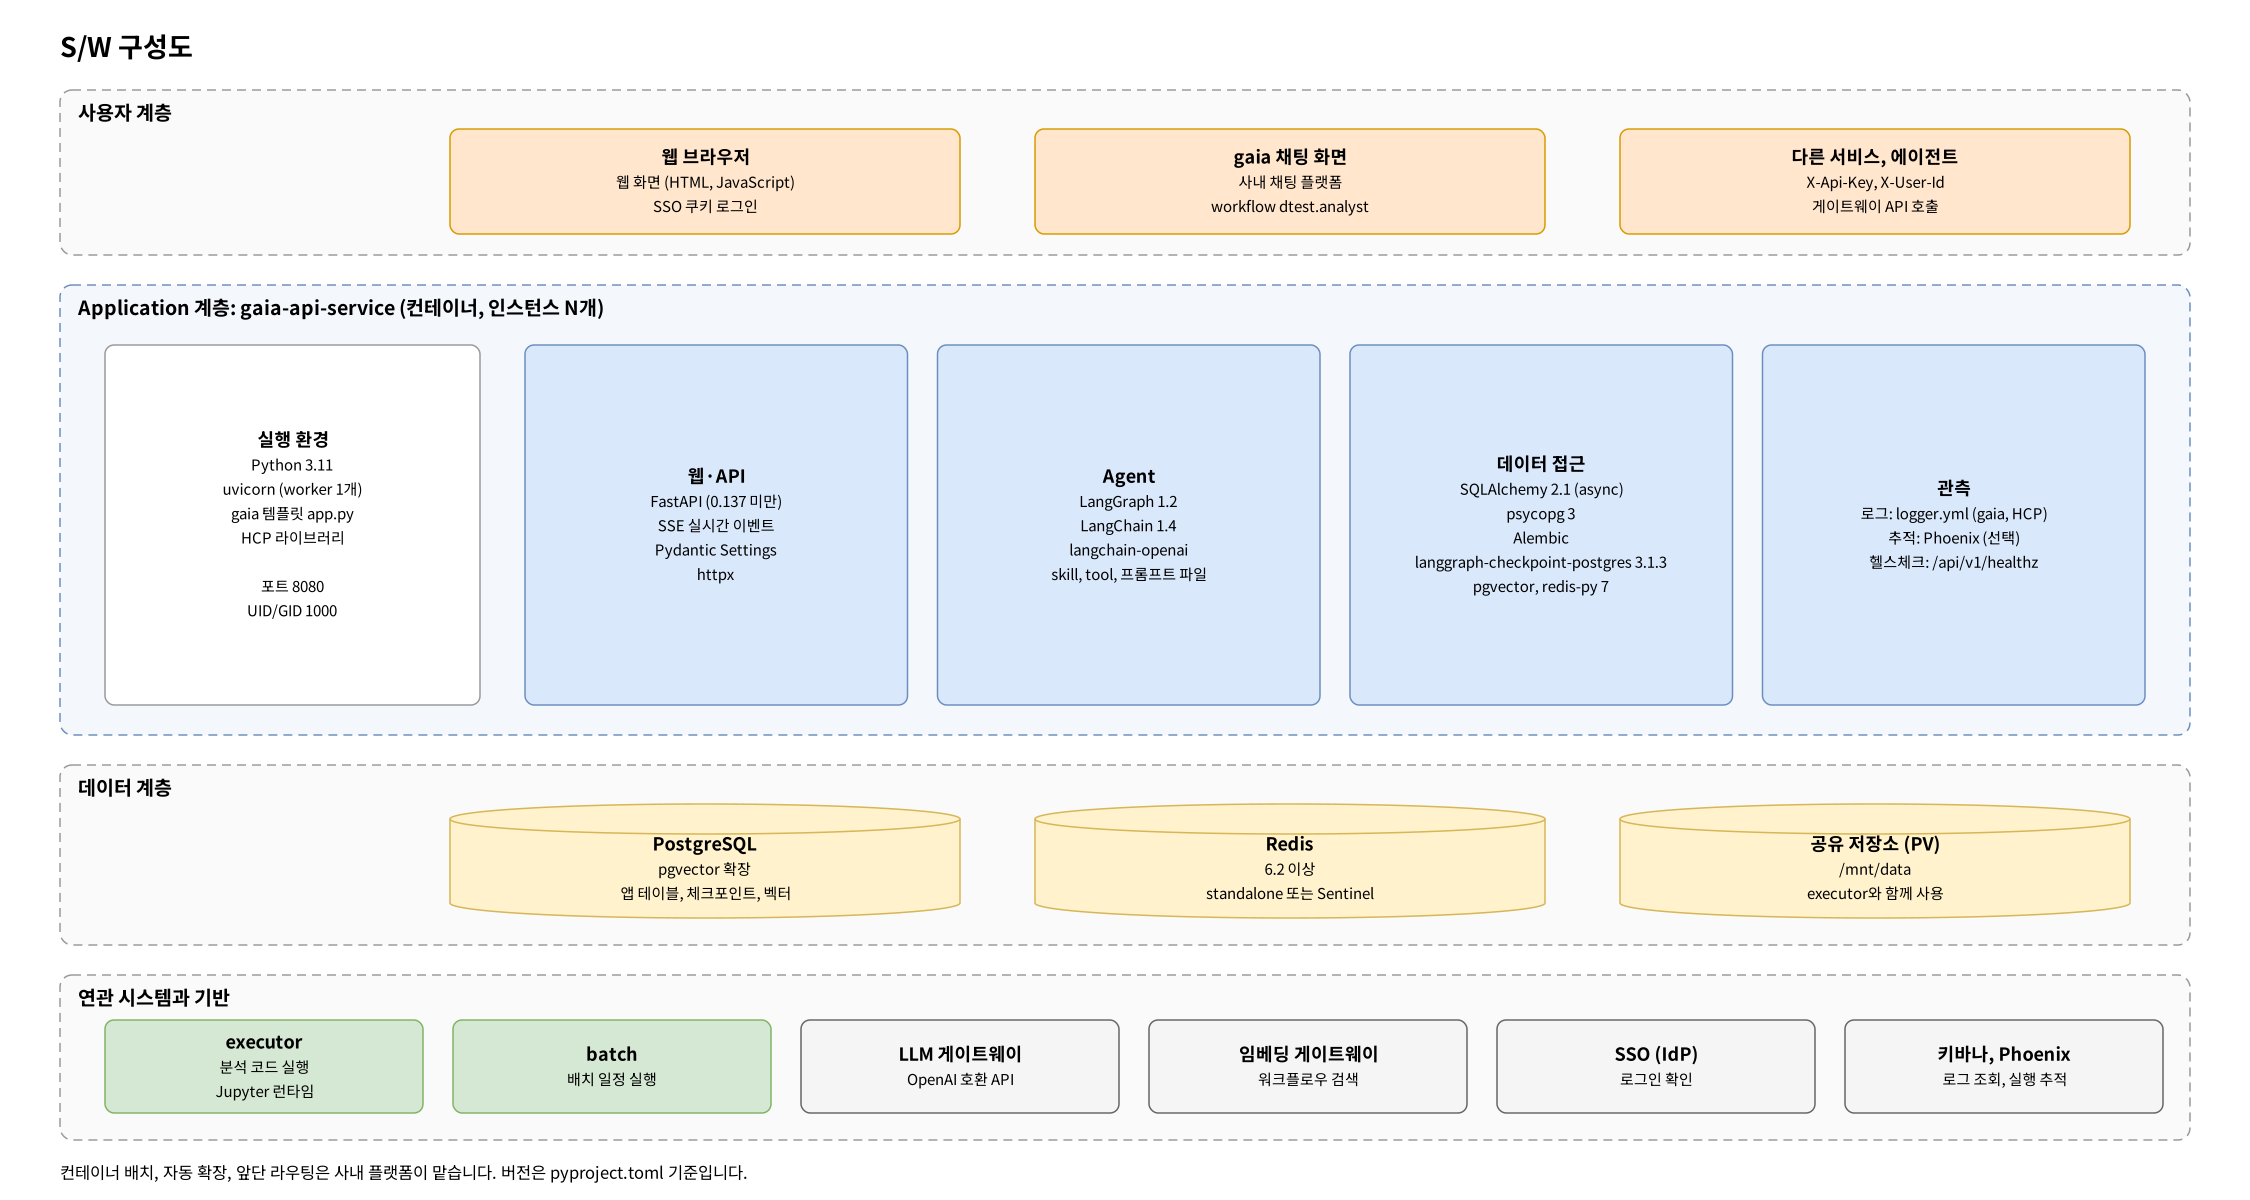 S/W 구성도
사용자 계층
웹 브라우저
웹 화면 (HTML, JavaScript)
SSO 쿠키 로그인
gaia 채팅 화면
사내 채팅 플랫폼
workflow dtest.analyst
다른 서비스, 에이전트
X-Api-Key, X-User-Id
게이트웨이 API 호출
Application 계층: gaia-api-service (컨테이너, 인스턴스 N개)
실행 환경
Python 3.11
uvicorn (worker 1개)
gaia 템플릿 app.py
HCP 라이브러리
포트 8080
UID/GID 1000
웹·API
FastAPI (0.137 미만)
SSE 실시간 이벤트
Pydantic Settings
httpx
Agent
LangGraph 1.2
LangChain 1.4
langchain-openai
skill, tool, 프롬프트 파일
데이터 접근
SQLAlchemy 2.1 (async)
psycopg 3
Alembic
langgraph-checkpoint-postgres 3.1.3
pgvector, redis-py 7
관측
로그: logger.yml (gaia, HCP)
추적: Phoenix (선택)
헬스체크: /api/v1/healthz
데이터 계층
PostgreSQL
pgvector 확장
앱 테이블, 체크포인트, 벡터
Redis
6.2 이상
standalone 또는 Sentinel
공유 저장소 (PV)
/mnt/data
executor와 함께 사용
연관 시스템과 기반
executor
분석 코드 실행
Jupyter 런타임
batch
배치 일정 실행
LLM 게이트웨이
OpenAI 호환 API
임베딩 게이트웨이
워크플로우 검색
SSO (IdP)
로그인 확인
키바나, Phoenix
로그 조회, 실행 추적
컨테이너 배치, 자동 확장, 앞단 라우팅은 사내 플랫폼이 맡습니다. 버전은 pyproject.toml 기준입니다.